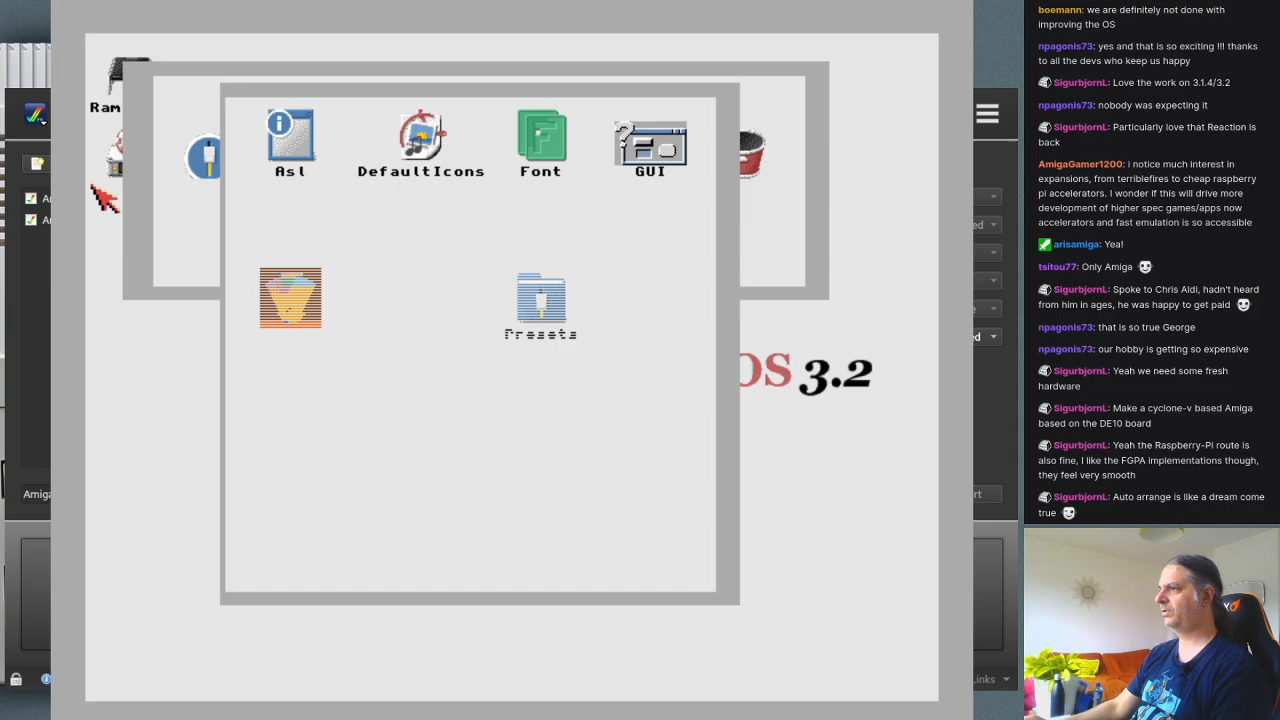 Ram
Asl
DefaultIcons
Font
GUI
Presets
OS 3.2
Amiga
Links
boemann: we are definitely not done with
improving the OS
npagonis73: yes and that is so exciting !!! thanks
to all the devs who keep us happy
SigurbjornL: Love the work on 3.1.4/3.2
npagonis73: nobody was expecting it
SigurbjornL: Particularly love that Reaction is
back
AmigaGamer1200: i notice much interest in
expansions, from terriblefires to cheap raspberry
pi accelerators. I wonder if this will drive more
development of higher spec games/apps now
accelerators and fast emulation is so accessible
arisamiga: Yea!
tsitou77: Only Amiga
SigurbjornL: Spoke to Chris Aldi, hadn't heard
from him in ages, he was happy to get paid
npagonis73: that is so true George
npagonis73: our hobby is getting so expensive
SigurbjornL: Yeah we need some fresh
hardware
SigurbjornL: Make a cyclone-v based Amiga
based on the DE10 board
SigurbjornL: Yeah the Raspberry-Pi route is
also fine, I like the FGPA implementations though,
they feel very smooth
SigurbjornL: Auto arrange is like a dream come
true